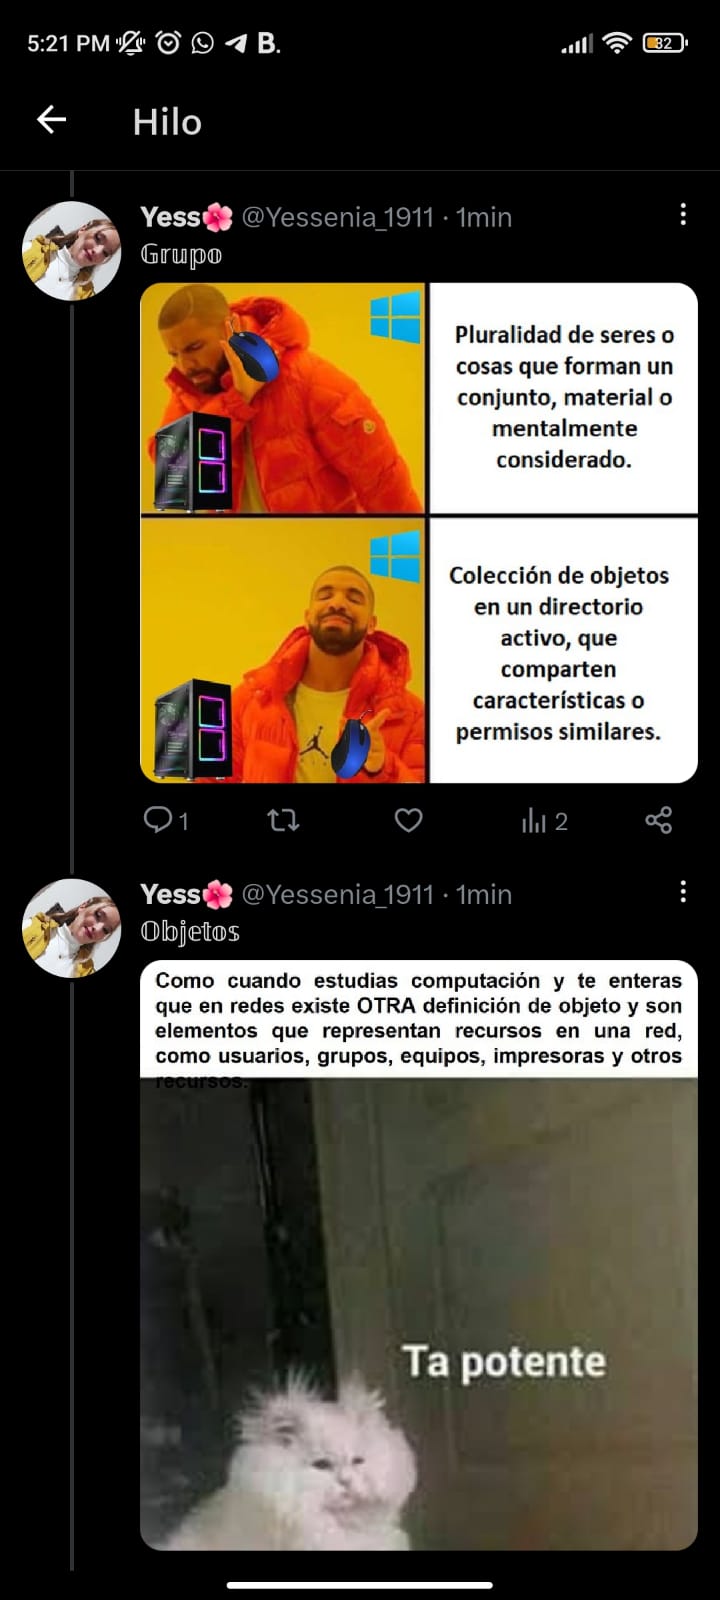 5:21 PM B. 32
Hilo
Yess @Yessenia_1911 · 1min
𝔾𝕣𝕦𝕡𝕠
Pluralidad de seres o
cosas que forman un
conjunto, material o
mentalmente
considerado.
Colección de objetos
en un directorio
activo, que
comparten
características o
permisos similares.
1 2
Yess @Yessenia_1911 · 1min
𝕆𝕓𝕛𝕖𝕥𝕠𝕤
Como cuando estudias computación y te enteras
que en redes existe OTRA definición de objeto y son
elementos que representan recursos en una red,
como usuarios, grupos, equipos, impresoras y otros
recursos.
Ta potente